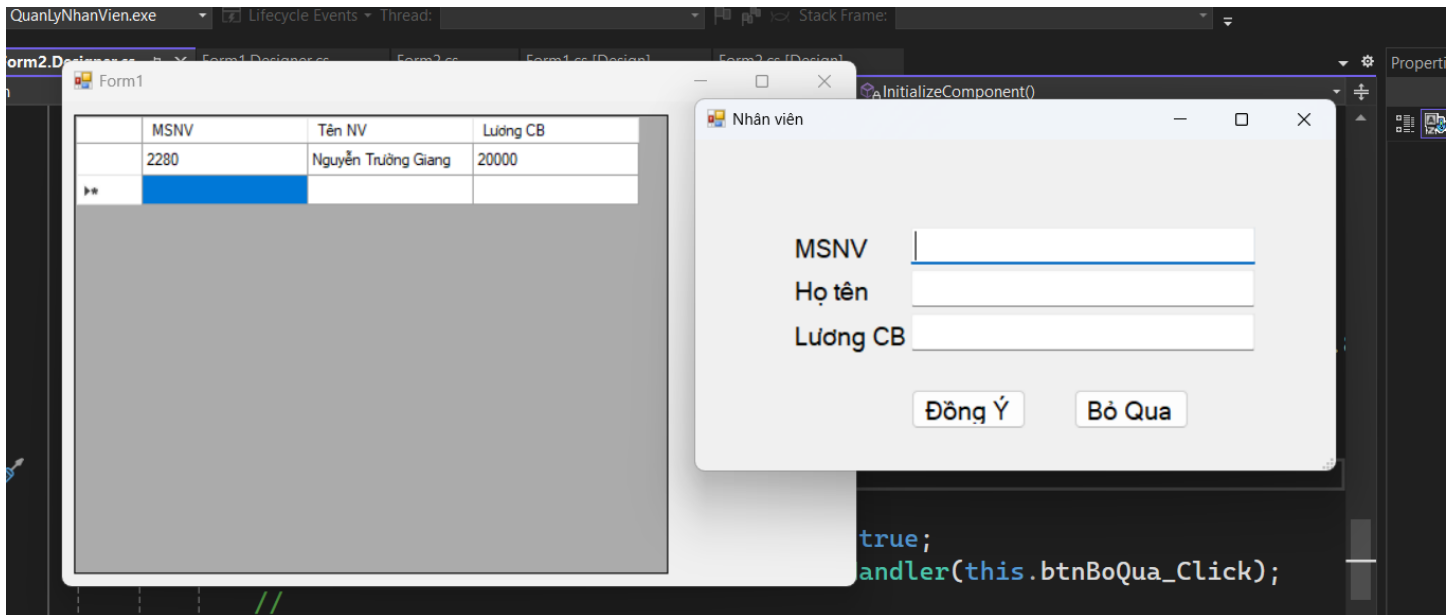 QuanLyNhanVien.exe Lifecycle Events Thread: Stack Frame:
Form1
InitializeComponent()
Properti
Nhân viên
MSNV Tên NV Lương CB
2280 Nguyễn Trường Giang 20000
MSNV
Họ tên
Lương CB
Đồng Ý Bỏ Qua
true;
andler(this.btnBoQua_Click);
//